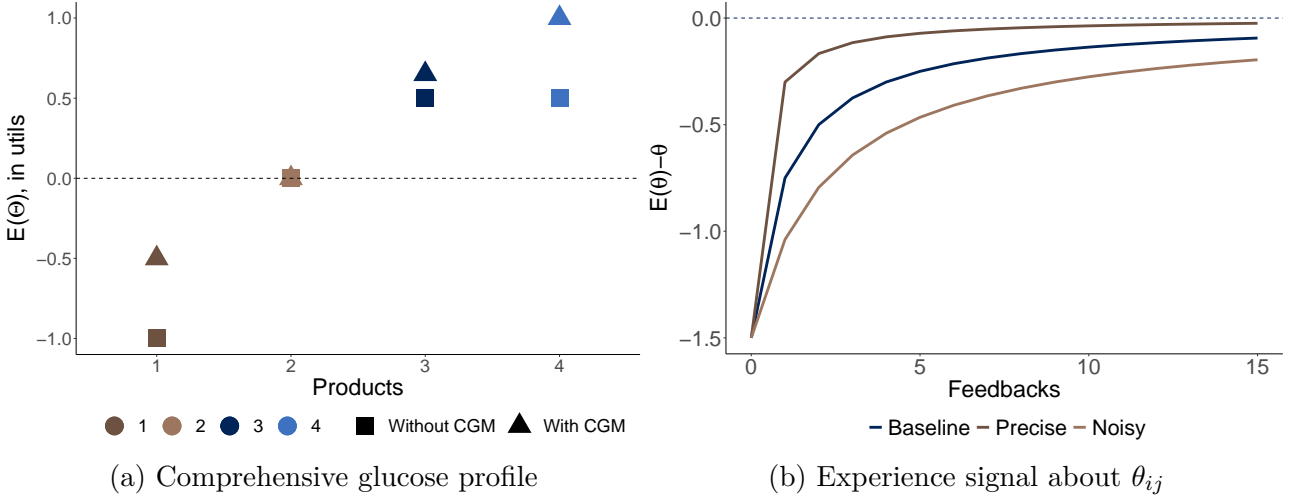 E(Θ), in utils
1.0
0.5
0.0
−0.5
−1.0
1 2 3 4
Products
1 2 3 4 Without CGM With CGM
(a) Comprehensive glucose profile
E(θ)−θ
0.0
−0.5
−1.0
−1.5
0 5 10 15
Feedbacks
Baseline Precise Noisy
(b) Experience signal about θij